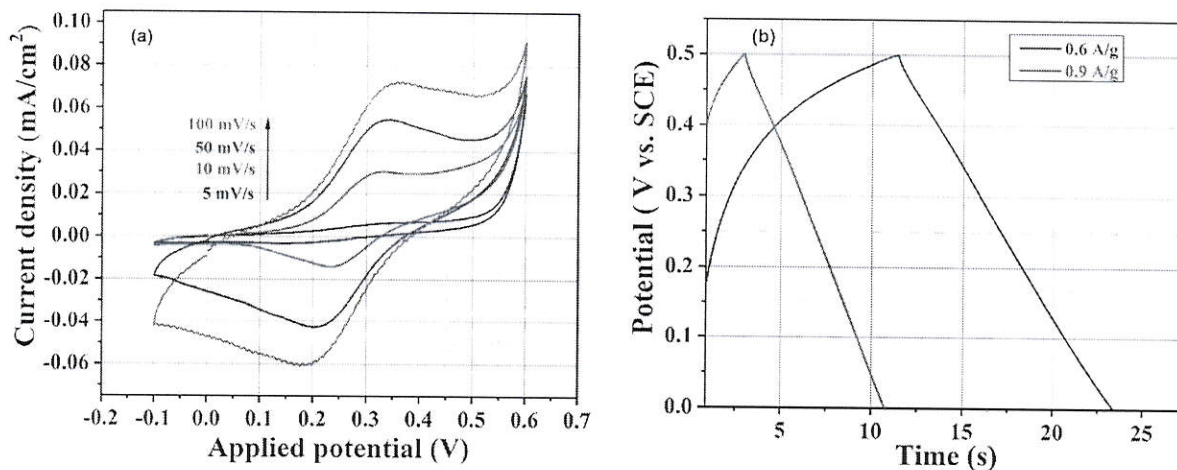 (a)
0.10
0.08
0.06
0.04
0.02
0.00
-0.02
-0.04
-0.06
Current density (mA/cm²)
100 mV/s
50 mV/s
10 mV/s
5 mV/s
-0.2 -0.1 0.0 0.1 0.2 0.3 0.4 0.5 0.6 0.7
Applied potential (V)
(b)
0.6 A/g
0.9 A/g
0.5
0.4
0.3
0.2
0.1
0.0
Potential ( V vs. SCE)
5 10 15 20 25
Time (s)